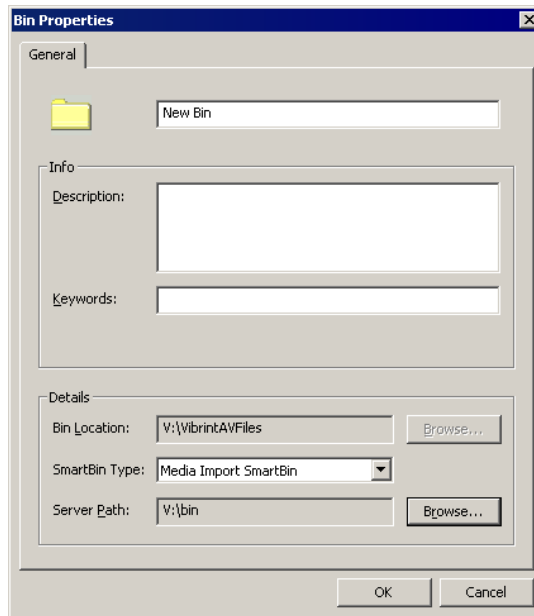 Bin Properties
General
New Bin
Info
Description:
Keywords:
Details
Bin Location: V:\VibrintAVFiles Browse...
SmartBin Type: Media Import SmartBin
Server Path: V:\bin Browse...
OK Cancel